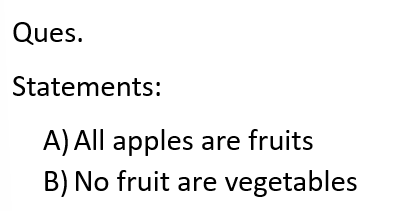 Ques.
Statements:
A) All apples are fruits
B) No fruit are vegetables